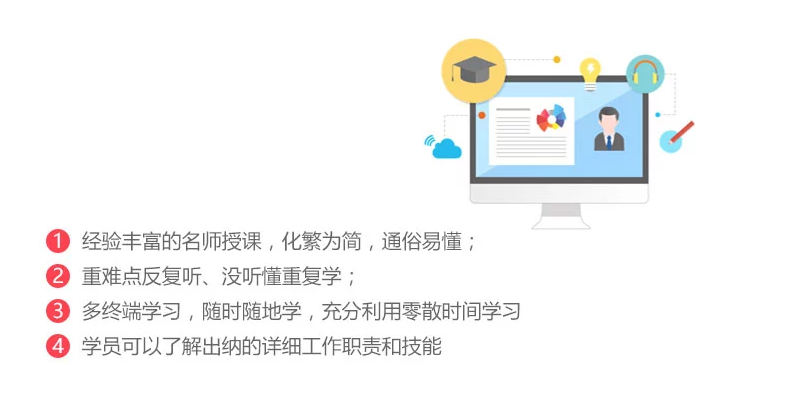 1 经验丰富的名师授课，化繁为简，通俗易懂；
2 重难点反复听、没听懂重复学；
3 多终端学习，随时随地学，充分利用零散时间学习
4 学员可以了解出纳的详细工作职责和技能